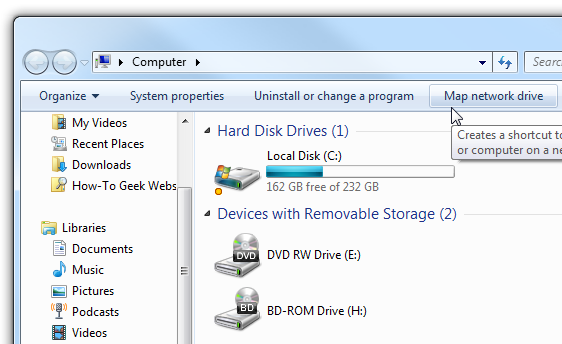 Computer
Searc
Organize
System properties
Uninstall or change a program
Map network drive
Creates a shortcut to
or computer on a ne
My Videos
Recent Places
Downloads
How-To Geek Webs
Libraries
Documents
Music
Pictures
Podcasts
Videos
Hard Disk Drives (1)
Local Disk (C:)
162 GB free of 232 GB
Devices with Removable Storage (2)
DVD
DVD RW Drive (E:)
BD
BD-ROM Drive (H:)